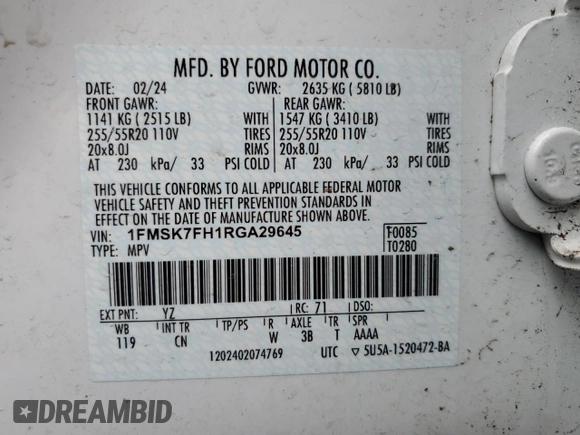 MFD. BY FORD MOTOR CO.
DATE: 02/24 GVWR: 2635 KG ( 5810 LB)
FRONT GAWR: REAR GAWR:
1141 KG ( 2515 LB) WITH 1547 KG ( 3410 LB) WITH
255/55R20 110V TIRES 255/55R20 110V TIRES
20x8.0J RIMS 20x8.0J RIMS
AT 230 kPa/ 33 PSI COLD AT 230 kPa/ 33 PSI COLD
THIS VEHICLE CONFORMS TO ALL APPLICABLE FEDERAL MOTOR
VEHICLE SAFETY AND THEFT PREVENTION STANDARDS IN
EFFECT ON THE DATE OF MANUFACTURE SHOWN ABOVE.
VIN: 1FMSK7FH1RGA29645 F0085
TYPE: MPV T0280
EXT PNT: YZ RC: 71 DSO:
WB INT TR TP/PS R AXLE TR SPR
119 CN W 3B T AAAA
1202402074769 UTC 5U5A-1520472-BA
DREAMBID